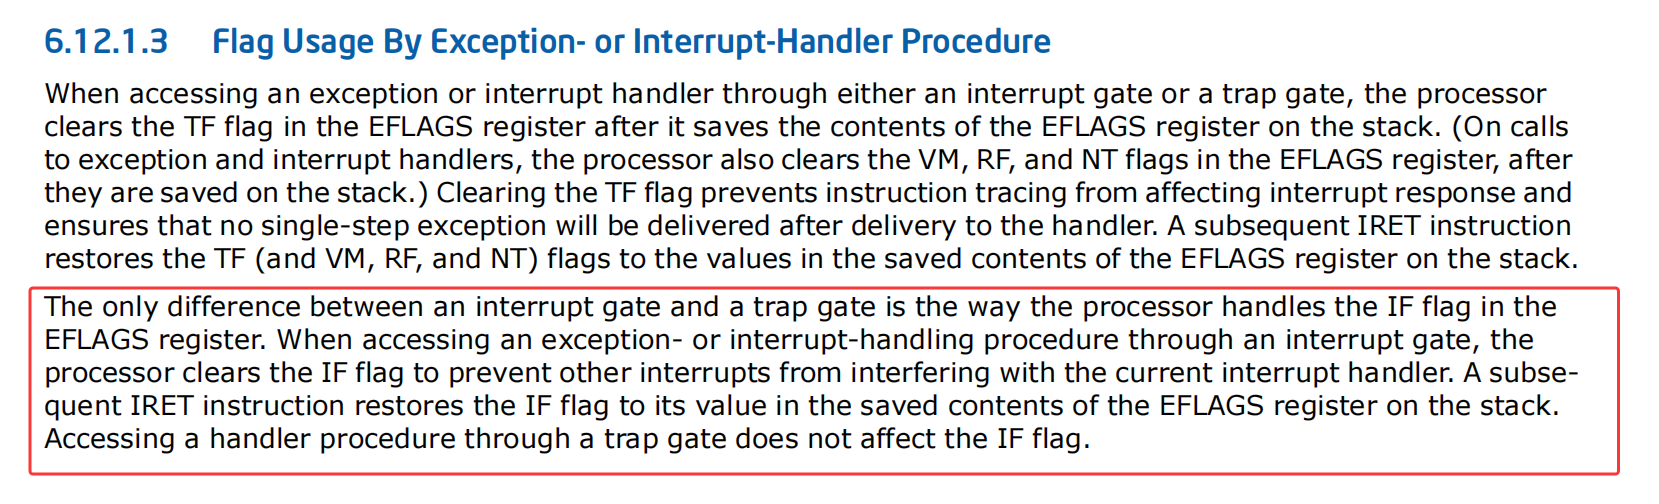 6.12.1.3 Flag Usage By Exception- or Interrupt-Handler Procedure
When accessing an exception or interrupt handler through either an interrupt gate or a trap gate, the processor
clears the TF flag in the EFLAGS register after it saves the contents of the EFLAGS register on the stack. (On calls
to exception and interrupt handlers, the processor also clears the VM, RF, and NT flags in the EFLAGS register, after
they are saved on the stack.) Clearing the TF flag prevents instruction tracing from affecting interrupt response and
ensures that no single-step exception will be delivered after delivery to the handler. A subsequent IRET instruction
restores the TF (and VM, RF, and NT) flags to the values in the saved contents of the EFLAGS register on the stack.
The only difference between an interrupt gate and a trap gate is the way the processor handles the IF flag in the
EFLAGS register. When accessing an exception- or interrupt-handling procedure through an interrupt gate, the
processor clears the IF flag to prevent other interrupts from interfering with the current interrupt handler. A subse-
quent IRET instruction restores the IF flag to its value in the saved contents of the EFLAGS register on the stack.
Accessing a handler procedure through a trap gate does not affect the IF flag.